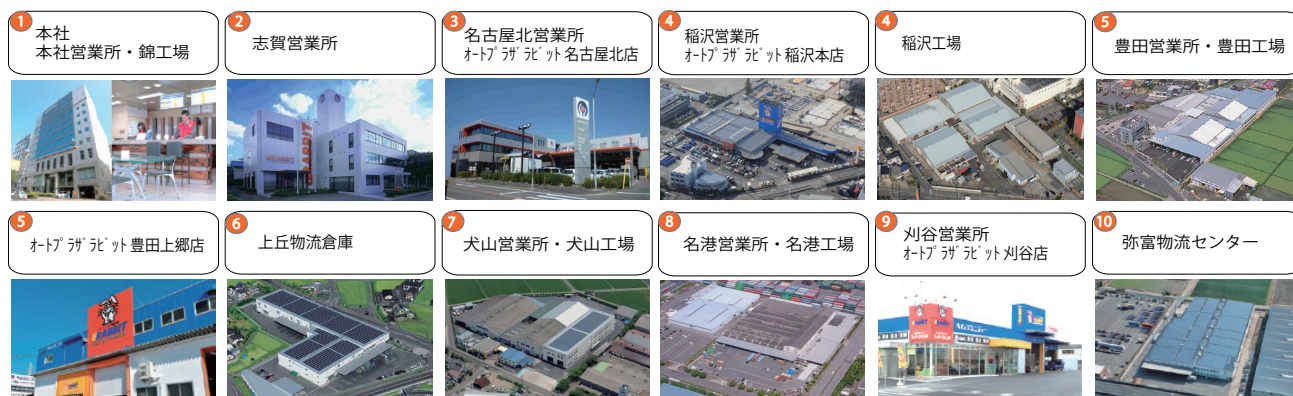 1
本社
本社営業所・錦工場
2
志賀営業所
3
名古屋北営業所
ｵｰﾄﾌﾟﾗｻﾞﾗﾋﾞｯﾄ 名古屋北店
4
稲沢営業所
ｵｰﾄﾌﾟﾗｻﾞﾗﾋﾞｯﾄ 稲沢本店
4
稲沢工場
5
豊田営業所・豊田工場
5
ｵｰﾄﾌﾟﾗｻﾞﾗﾋﾞｯﾄ 豊田上郷店
RABBIT
6
上丘物流倉庫
7
犬山営業所・犬山工場
8
名港営業所・名港工場
9
刈谷営業所
ｵｰﾄﾌﾟﾗｻﾞﾗﾋﾞｯﾄ 刈谷店
10
弥富物流センター